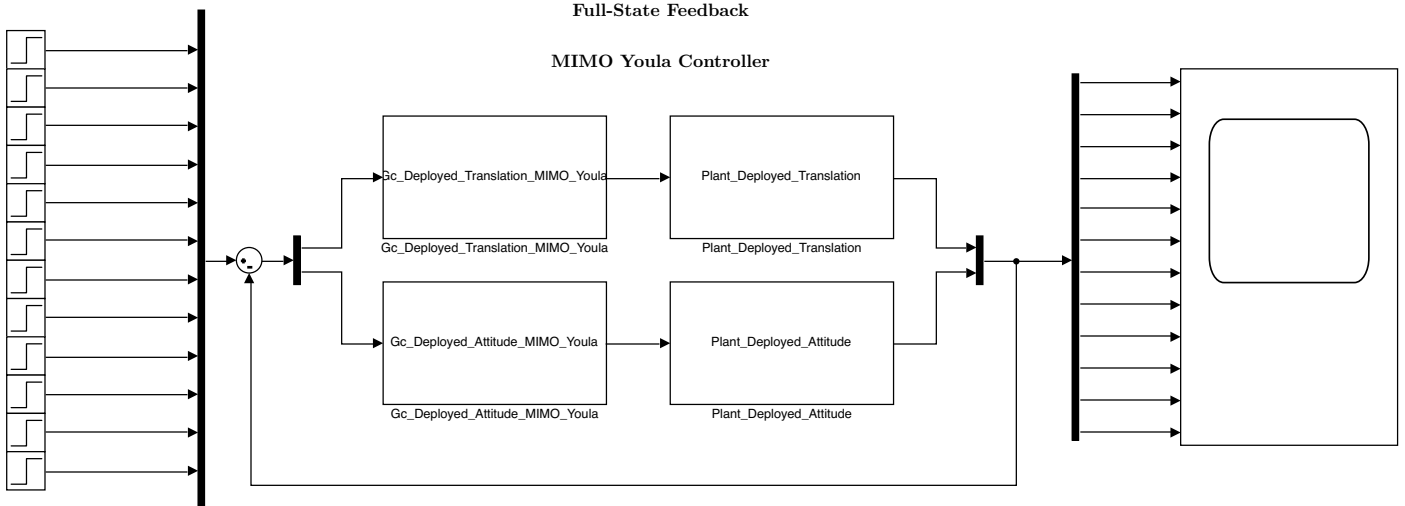 Full-State Feedback
MIMO Youla Controller
Gc_Deployed_Translation_MIMO_Youla
Plant_Deployed_Translation
Gc_Deployed_Translation_MIMO_Youla
Plant_Deployed_Translation
Gc_Deployed_Attitude_MIMO_Youla
Plant_Deployed_Attitude
Gc_Deployed_Attitude_MIMO_Youla
Plant_Deployed_Attitude